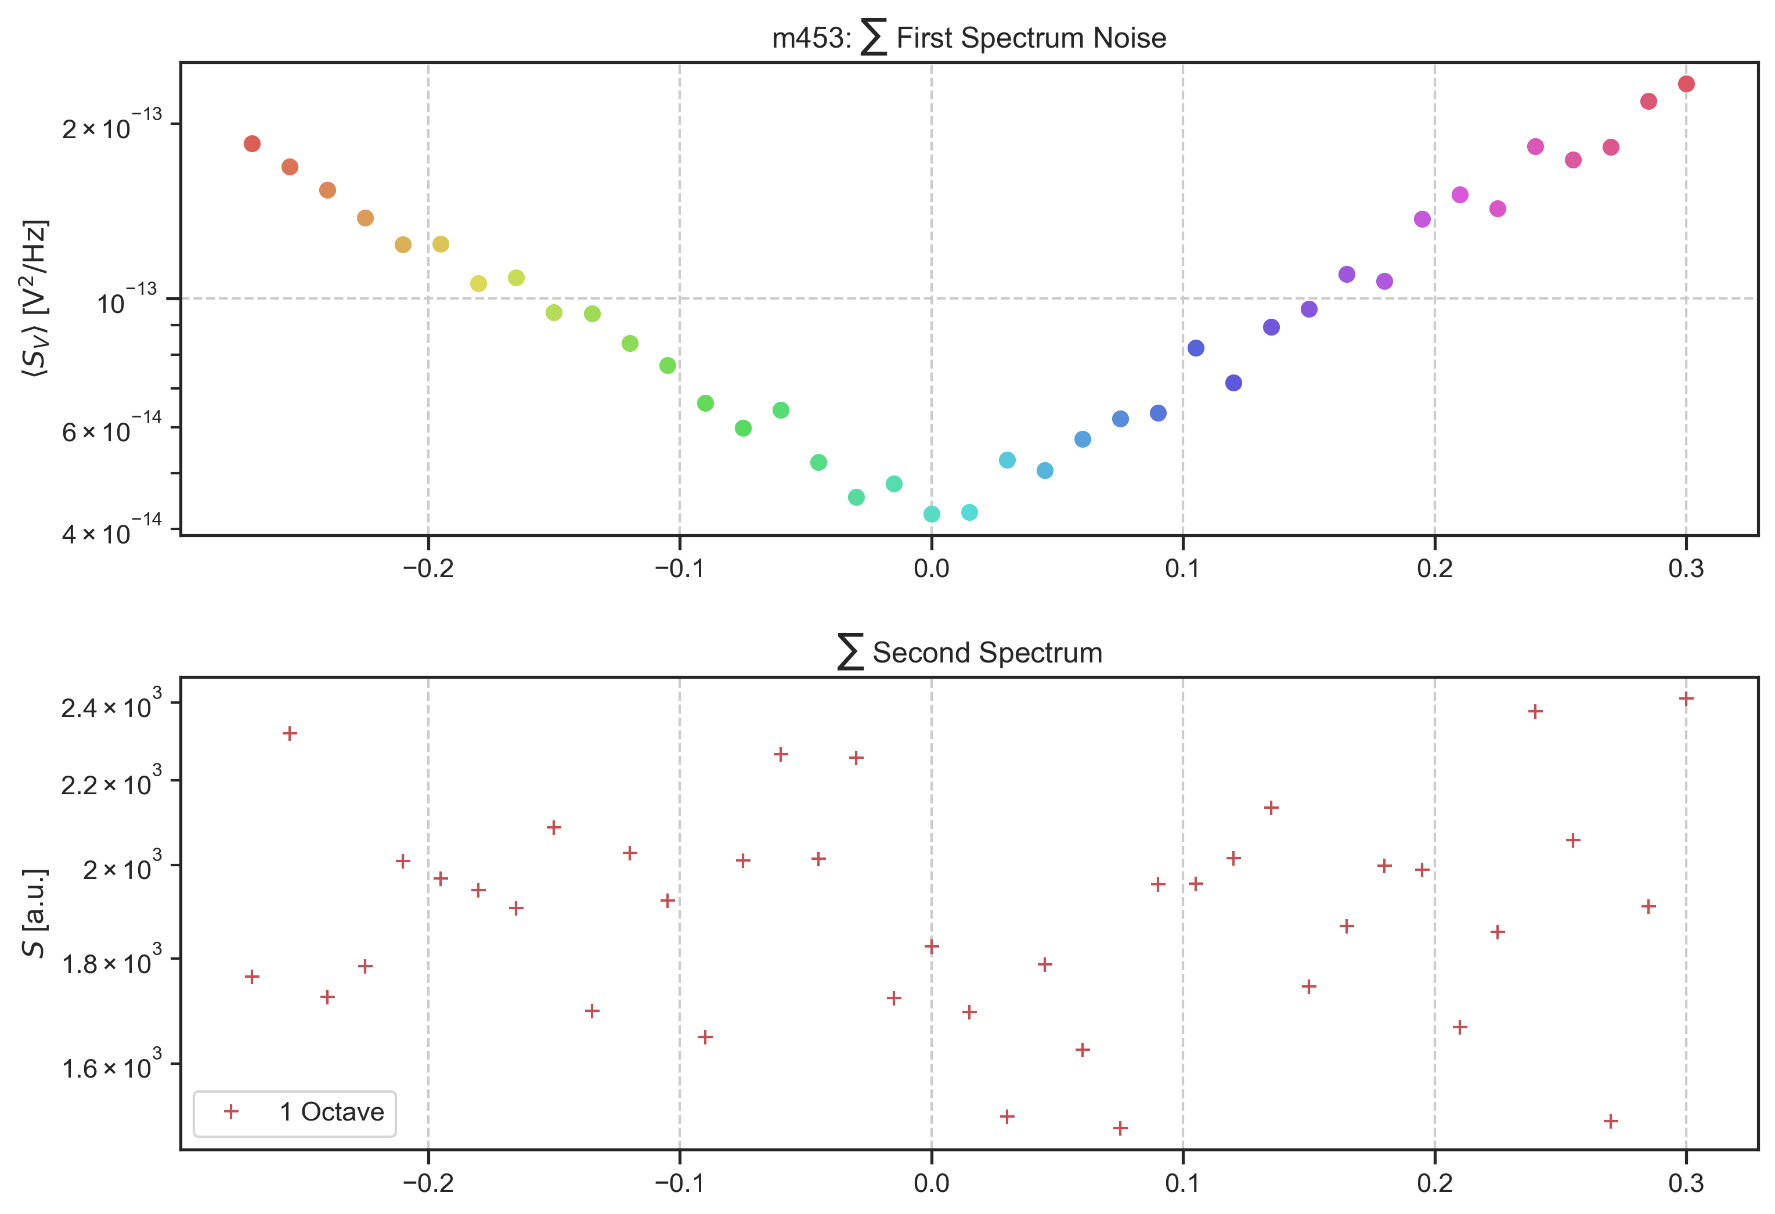 m453: ∑ First Spectrum Noise
⟨S_V⟩ [V²/Hz]
2 × 10⁻¹³
10⁻¹³
6 × 10⁻¹⁴
4 × 10⁻¹⁴
−0.2 −0.1 0.0 0.1 0.2 0.3
∑ Second Spectrum
S [a.u.]
2.4 × 10³
2.2 × 10³
2 × 10³
1.8 × 10³
1.6 × 10³
1 Octave
−0.2 −0.1 0.0 0.1 0.2 0.3